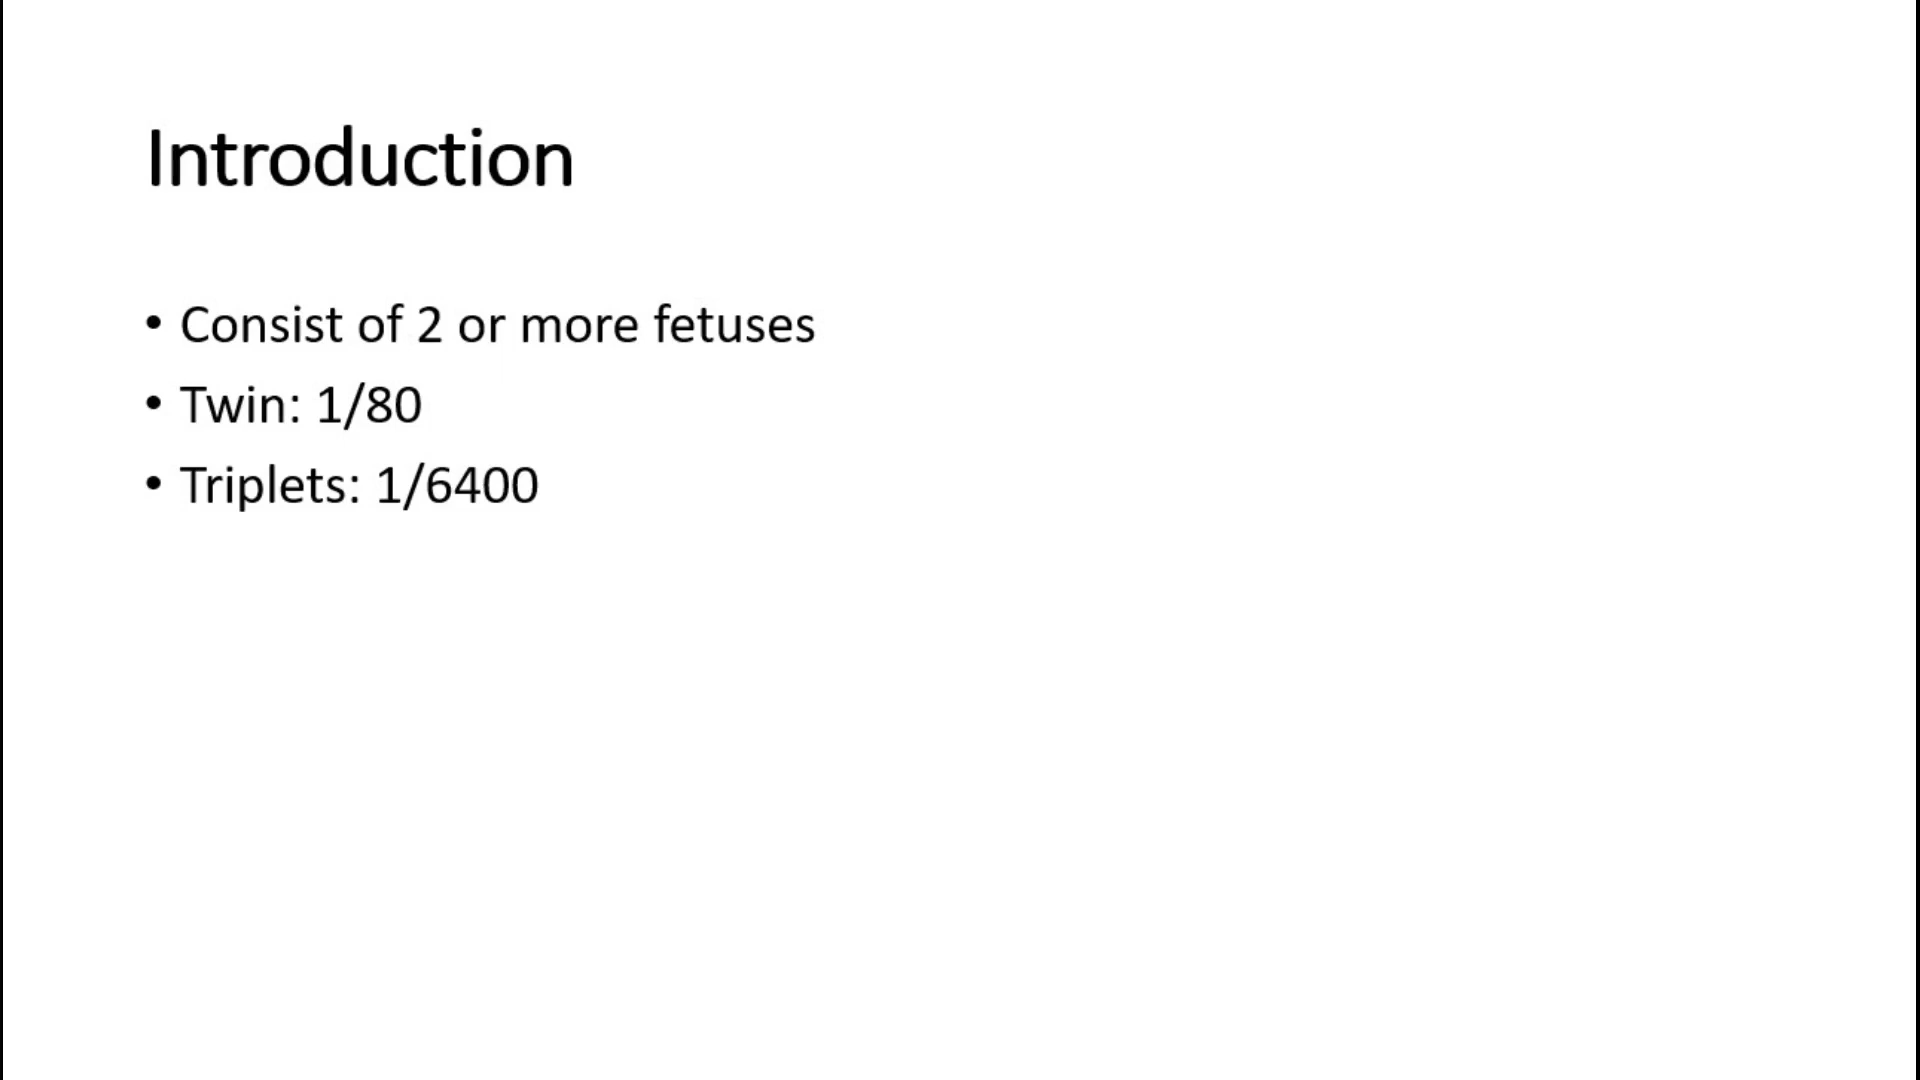 Introduction
• Consist of 2 or more fetuses
• Twin: 1/80
• Triplets: 1/6400